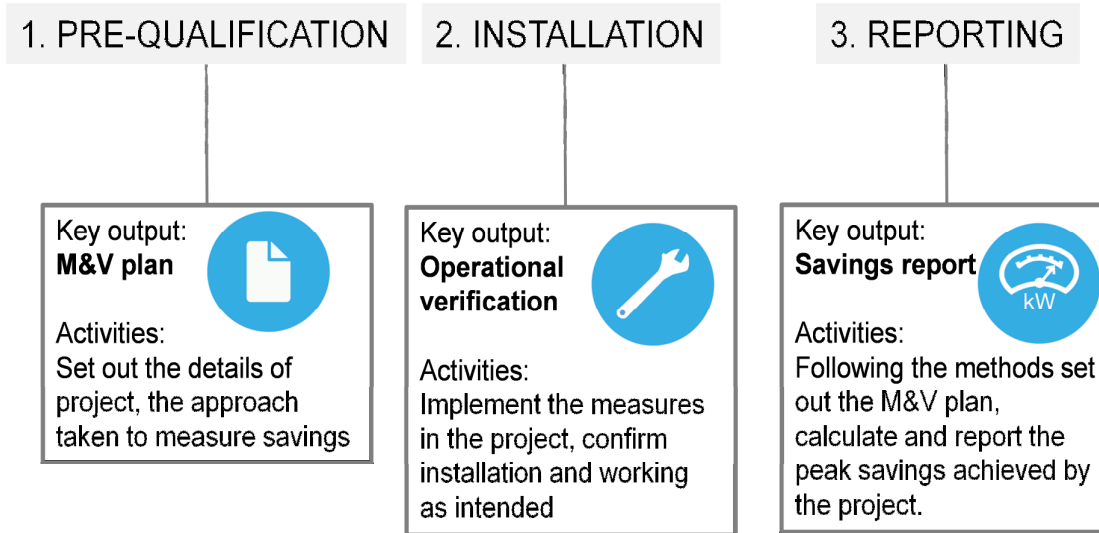 1. PRE-QUALIFICATION
2. INSTALLATION
3. REPORTING
Key output:
M&V plan
Activities:
Set out the details of
project, the approach
taken to measure savings
Key output:
Operational
verification
Activities:
Implement the measures
in the project, confirm
installation and working
as intended
Key output:
Savings report
kW
Activities:
Following the methods set
out the M&V plan,
calculate and report the
peak savings achieved by
the project.